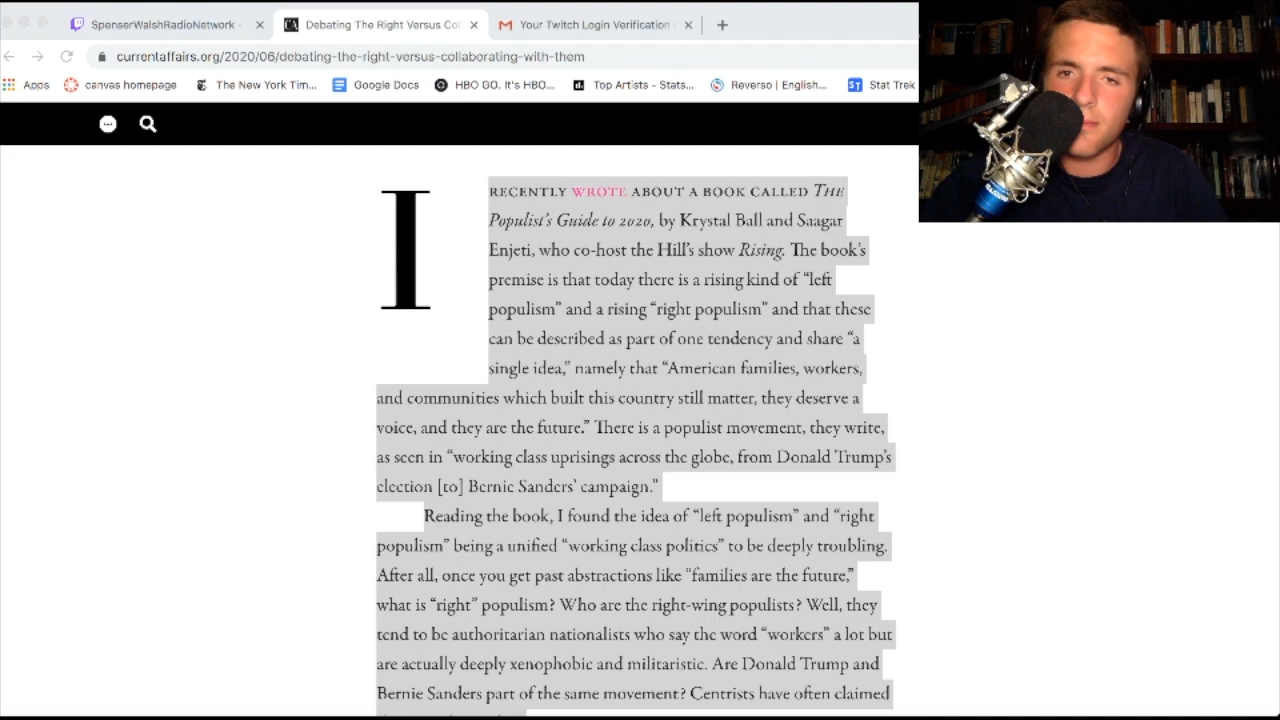 SpenserWalshRadioNetwork -
Debating The Right Versus Co
Your Twitch Login Verification
currentaffairs.org/2020/06/debating-the-right-versus-collaborating-with-them
Apps canvas homepage The New York Tim... Google Docs HBO GO. It's HBO... Top Artists - Stats... Reverso | English... Stat Trek
I
RECENTLY WROTE ABOUT A BOOK CALLED THE
Populist's Guide to 2020, by Krystal Ball and Saagar
Enjeti, who co-host the Hill's show Rising. The book's
premise is that today there is a rising kind of “left
populism” and a rising “right populism” and that these
can be described as part of one tendency and share “a
single idea,” namely that “American families, workers,
and communities which built this country still matter, they deserve a
voice, and they are the future.” There is a populist movement, they write,
as seen in “working class uprisings across the globe, from Donald Trump’s
election [to] Bernie Sanders’ campaign.”
Reading the book, I found the idea of “left populism” and “right
populism” being a unified “working class politics” to be deeply troubling.
After all, once you get past abstractions like “families are the future,”
what is “right” populism? Who are the right-wing populists? Well, they
tend to be authoritarian nationalists who say the word “workers” a lot but
are actually deeply xenophobic and militaristic. Are Donald Trump and
Bernie Sanders part of the same movement? Centrists have often claimed